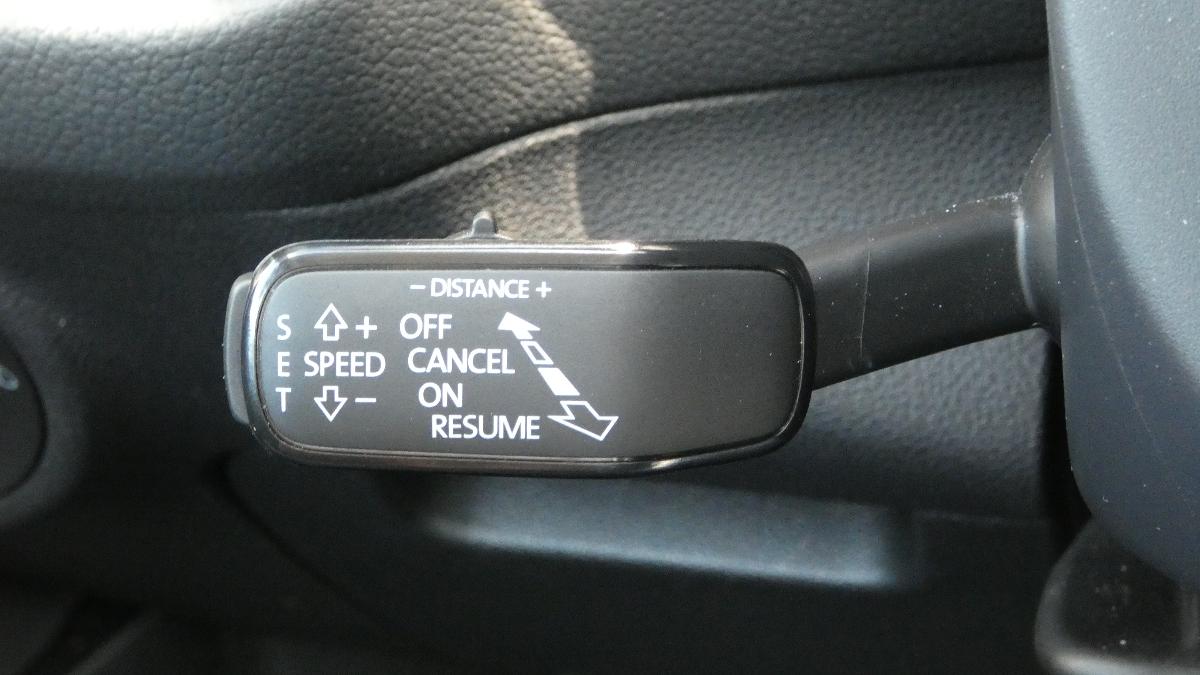 − DISTANCE +
S + OFF
E SPEED CANCEL
T − ON
RESUME